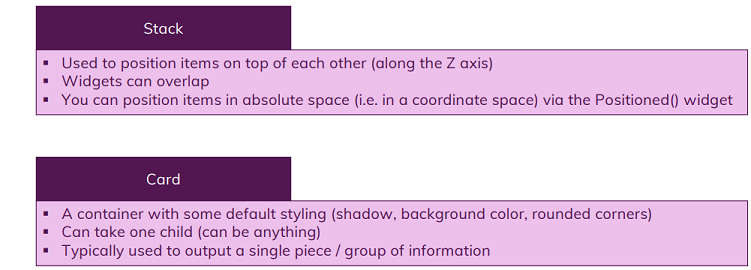 Stack
▪ Used to position items on top of each other (along the Z axis)
▪ Widgets can overlap
▪ You can position items in absolute space (i.e. in a coordinate space) via the Positioned() widget
Card
▪ A container with some default styling (shadow, background color, rounded corners)
▪ Can take one child (can be anything)
▪ Typically used to output a single piece / group of information